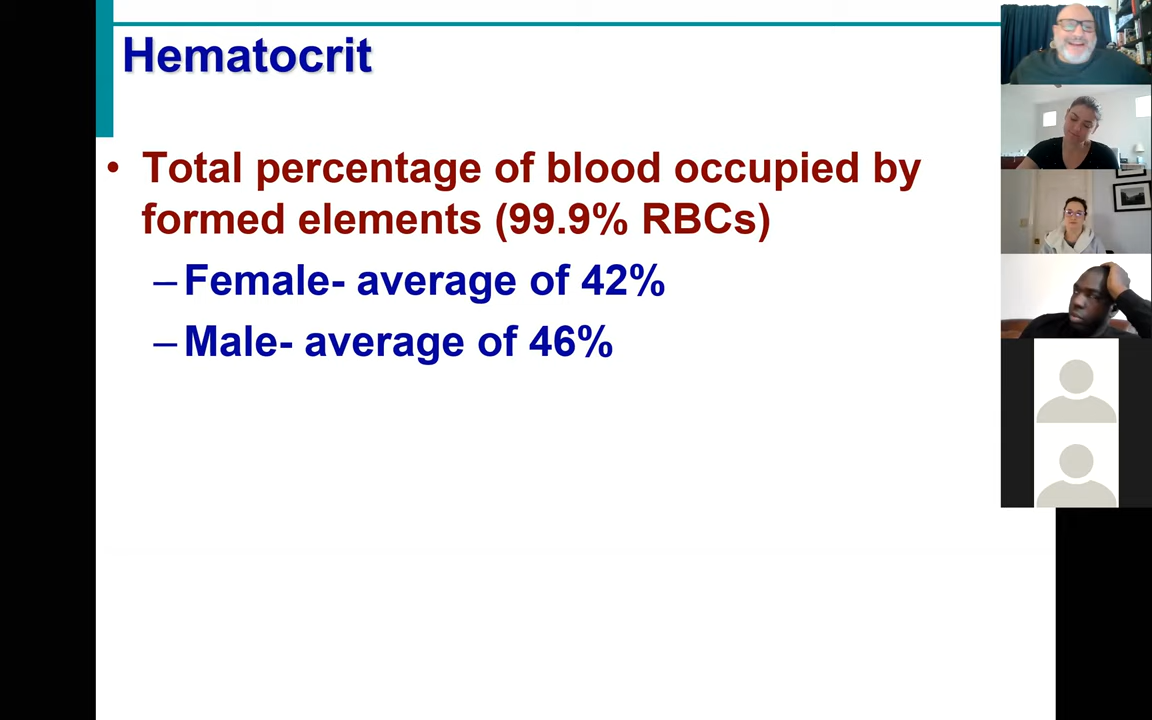 Hematocrit
• Total percentage of blood occupied by
formed elements (99.9% RBCs)
–Female- average of 42%
–Male- average of 46%